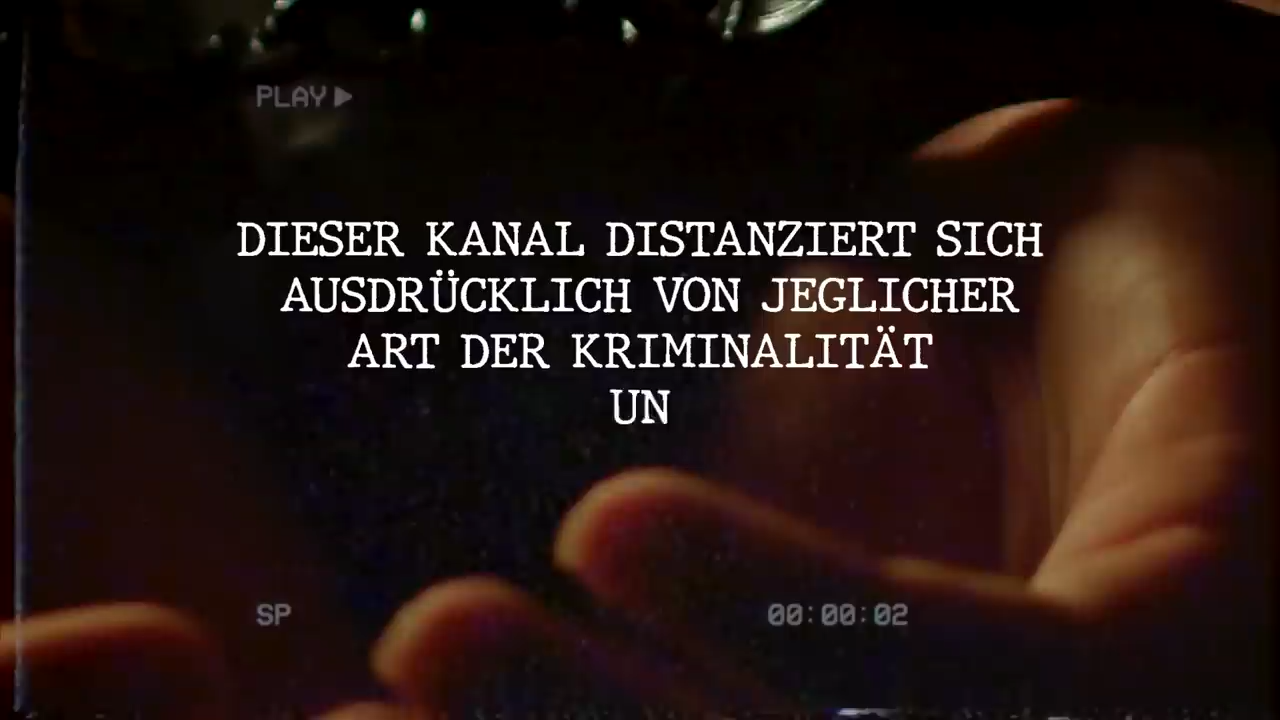 PLAY ▶
DIESER KANAL DISTANZIERT SICH
AUSDRÜCKLICH VON JEGLICHER
ART DER KRIMINALITÄT
UN
SP
00:00:02